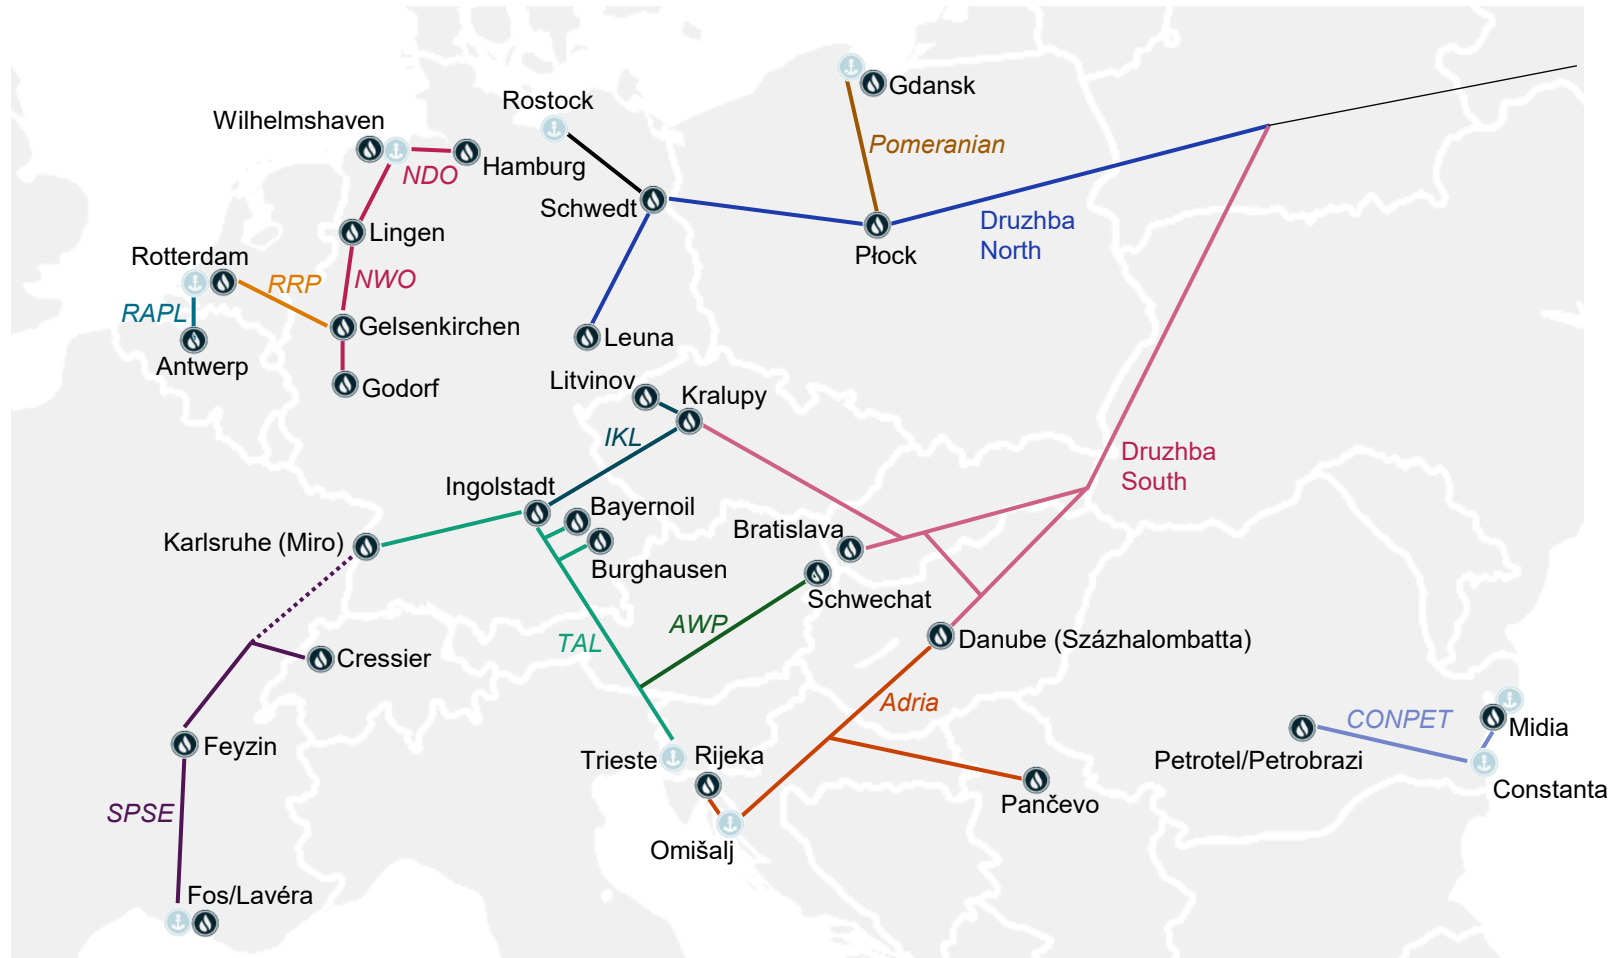 Gdansk
Rostock
Wilhelmshaven
Pomeranian
Hamburg
NDO
Schwedt
Druzhba
North
Lingen
Płock
Rotterdam
RRP
NWO
RAPL
Gelsenkirchen
Leuna
Antwerp
Godorf
Litvinov
Kralupy
IKL
Druzhba
South
Ingolstadt
Bayernoil
Bratislava
Karlsruhe (Miro)
Burghausen
Schwechat
AWP
TAL
Danube (Százhalombatta)
Cressier
Adria
CONPET
Midia
Feyzin
Trieste
Rijeka
Petrotel/Petrobrazi
Constanta
Pančevo
SPSE
Omišalj
Fos/Lavéra